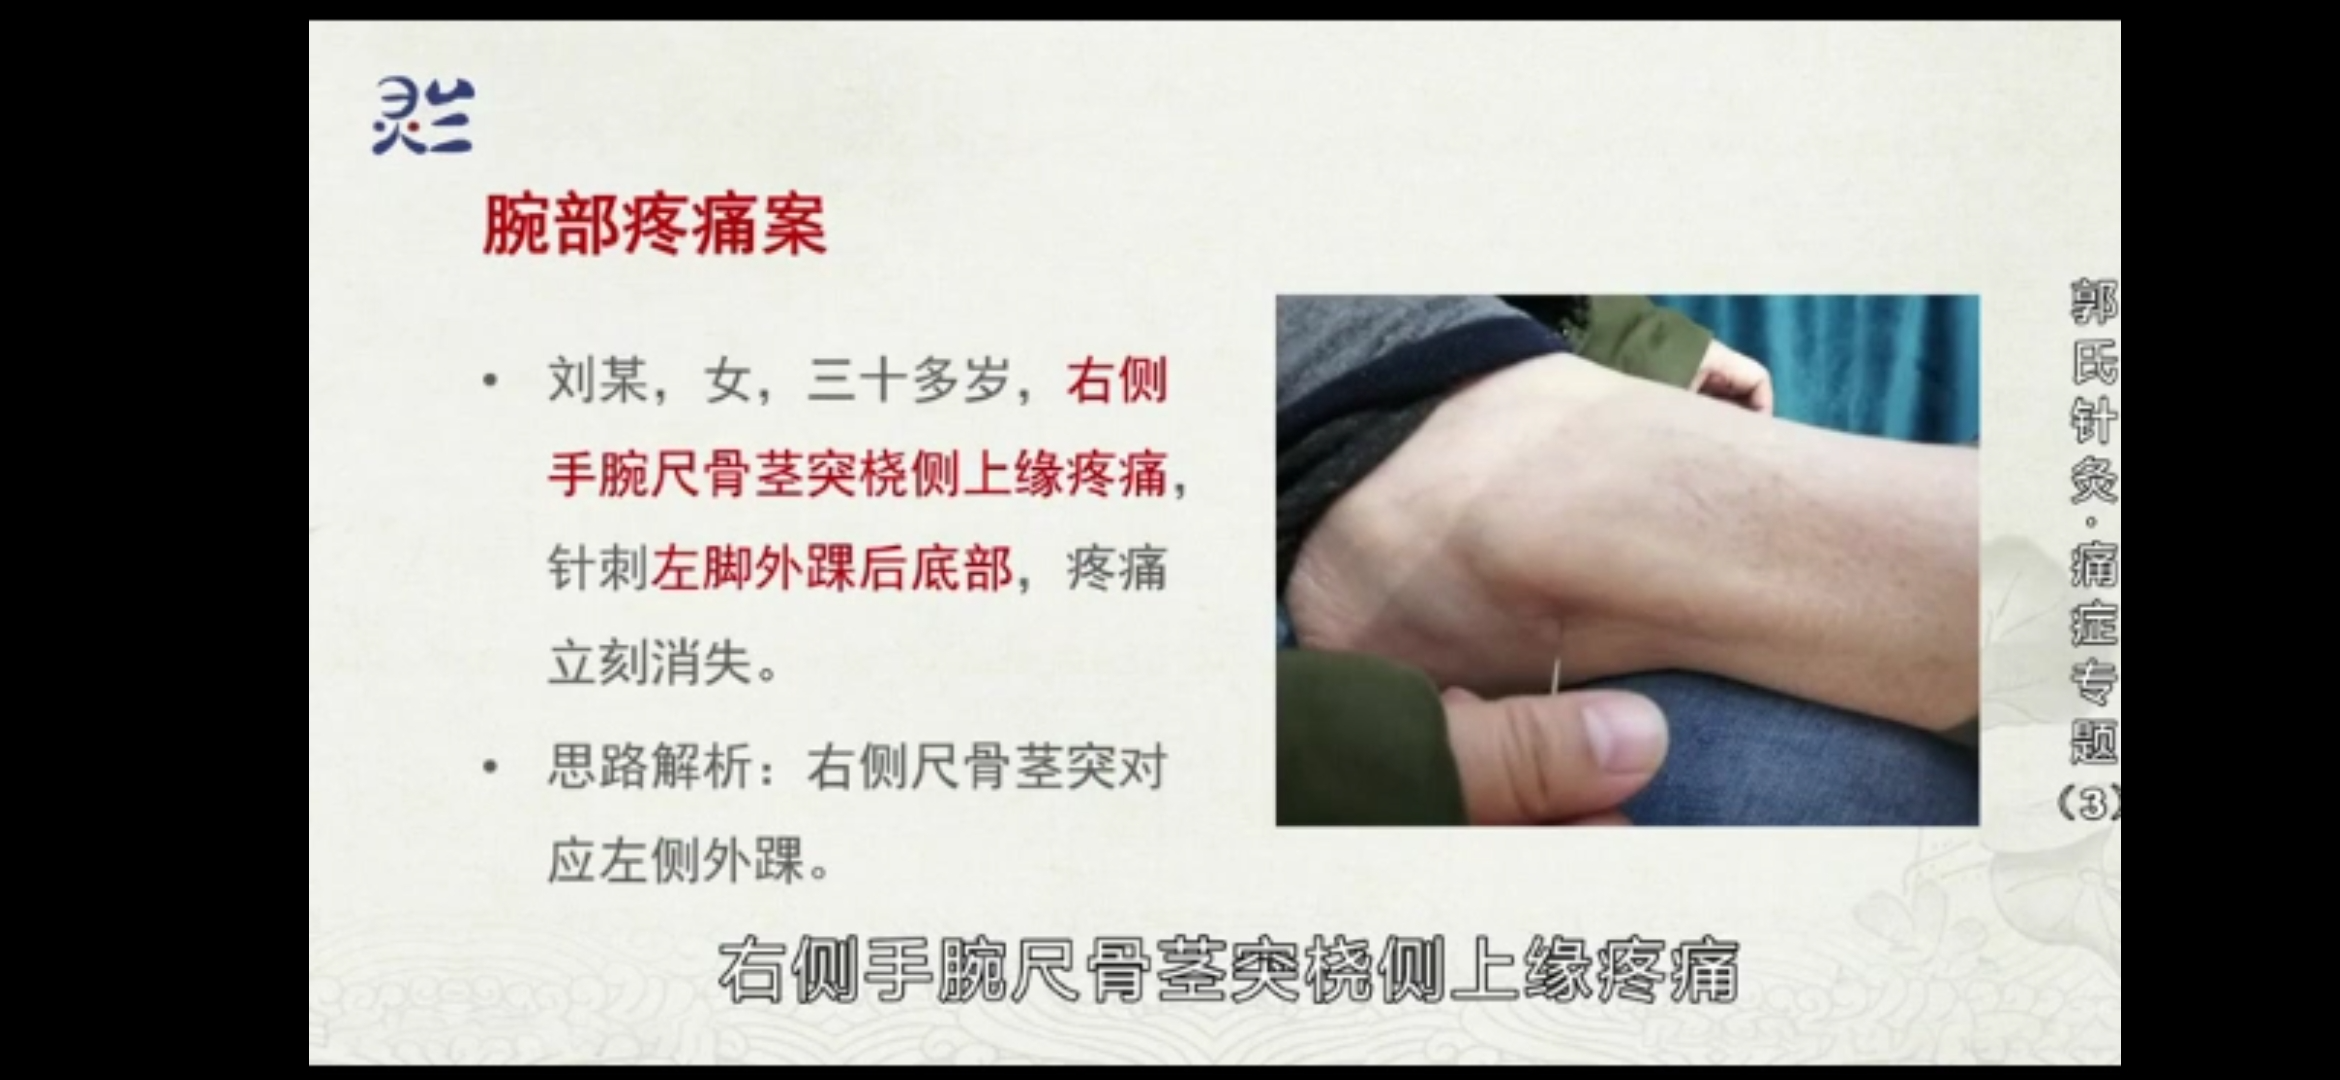 灵兰
腕部疼痛案
• 刘某，女，三十多岁，右侧
手腕尺骨茎突桡侧上缘疼痛，
针刺左脚外踝后底部，疼痛
立刻消失。
• 思路解析：右侧尺骨茎突对
应左侧外踝。
郭氏针灸·痛症专题（3）
右侧手腕尺骨茎突桡侧上缘疼痛